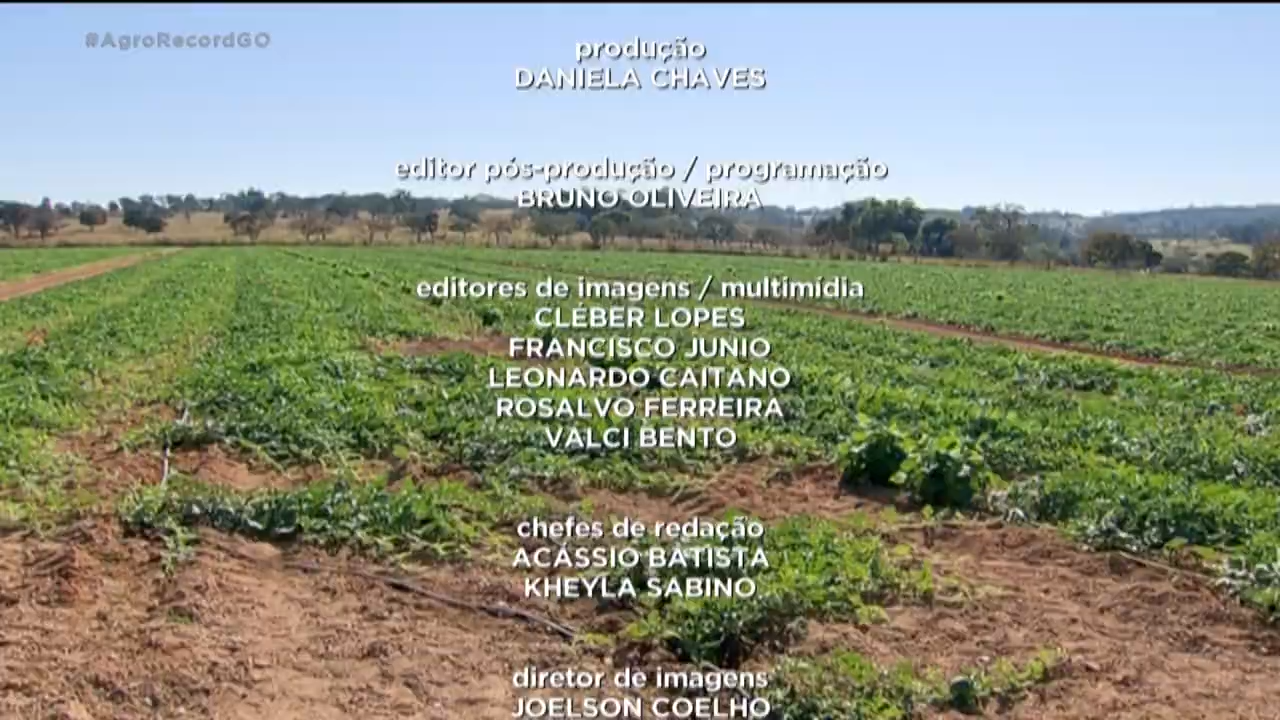 #AgroRecordGO
produção
DANIELA CHAVES
editor pós-produção / programação
BRUNO OLIVEIRA
editores de imagens / multimídia
CLÉBER LOPES
FRANCISCO JUNIO
LEONARDO CAITANO
ROSALVO FERREIRA
VALCI BENTO
chefes de redação
ACÁSSIO BATISTA
KHEYLA SABINO
diretor de imagens
JOELSON COELHO